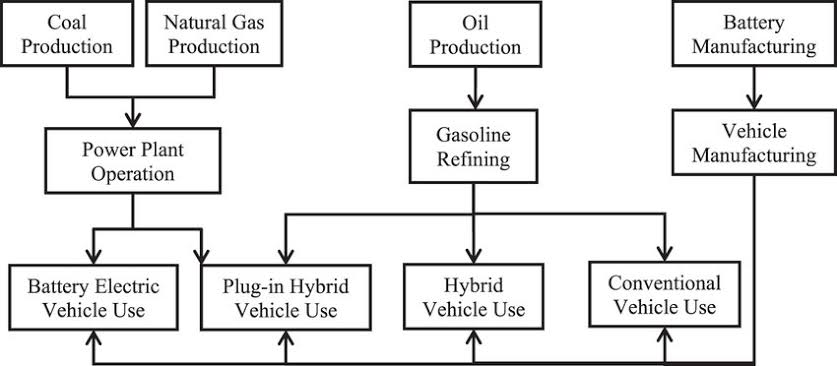 Coal
Production
Natural Gas
Production
Oil
Production
Battery
Manufacturing
Power Plant
Operation
Gasoline
Refining
Vehicle
Manufacturing
Battery Electric
Vehicle Use
Plug-in Hybrid
Vehicle Use
Hybrid
Vehicle Use
Conventional
Vehicle Use